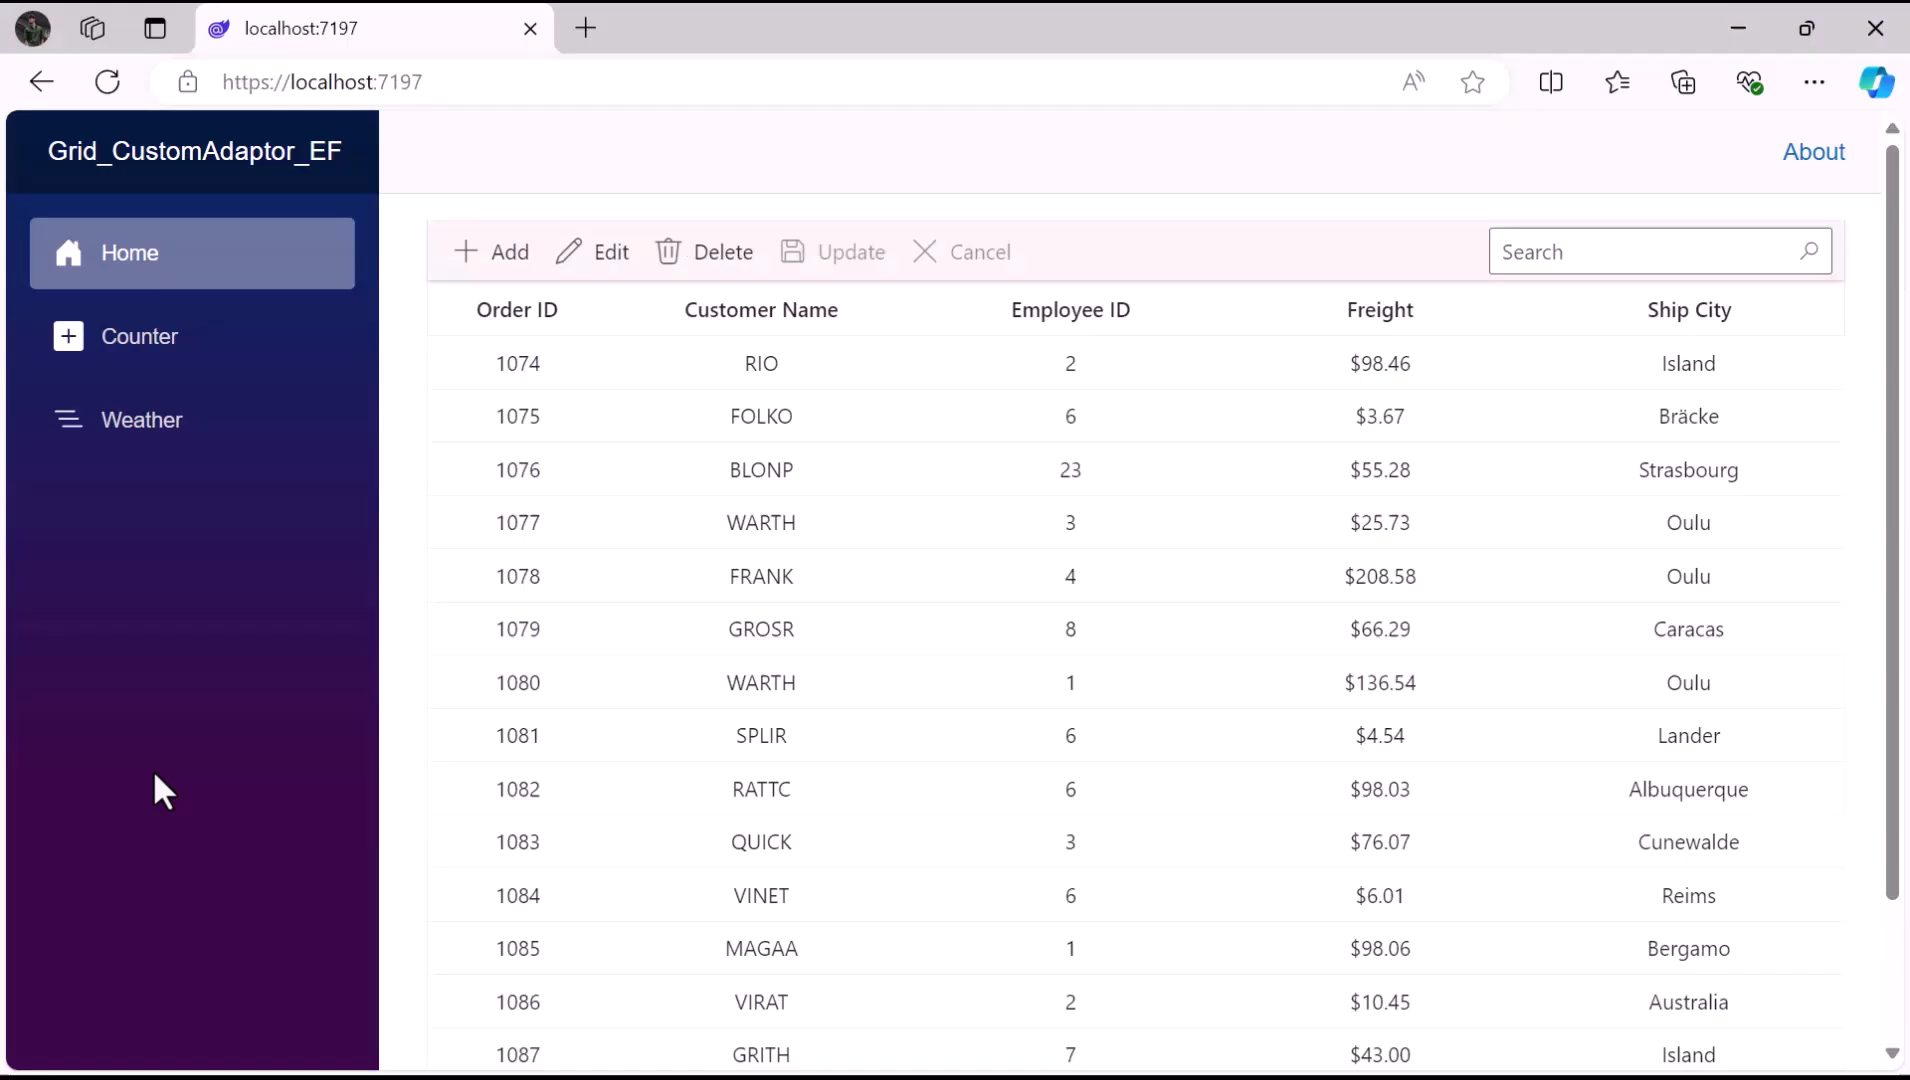 localhost:7197
https://localhost:7197
Grid_CustomAdaptor_EF
About
Home
Counter
Weather
Add Edit Delete Update Cancel Search
Order ID Customer Name Employee ID Freight Ship City
1074 RIO 2 $98.46 Island
1075 FOLKO 6 $3.67 Bräcke
1076 BLONP 23 $55.28 Strasbourg
1077 WARTH 3 $25.73 Oulu
1078 FRANK 4 $208.58 Oulu
1079 GROSR 8 $66.29 Caracas
1080 WARTH 1 $136.54 Oulu
1081 SPLIR 6 $4.54 Lander
1082 RATTC 6 $98.03 Albuquerque
1083 QUICK 3 $76.07 Cunewalde
1084 VINET 6 $6.01 Reims
1085 MAGAA 1 $98.06 Bergamo
1086 VIRAT 2 $10.45 Australia
1087 GRITH 7 $43.00 Island